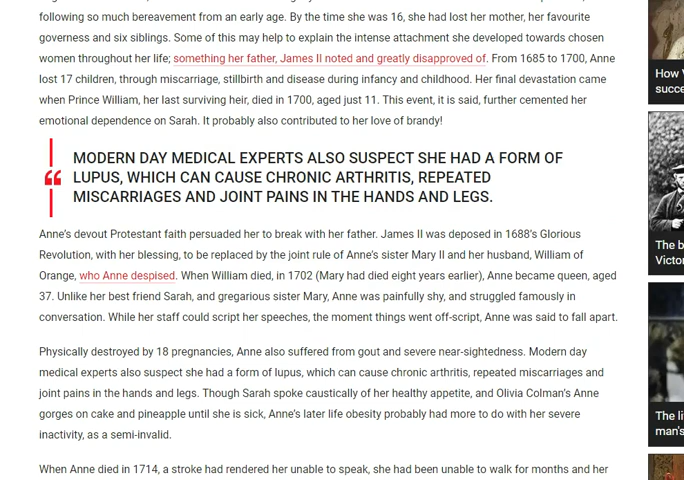 following so much bereavement from an early age. By the time she was 16, she had lost her mother, her favourite
governess and six siblings. Some of this may help to explain the intense attachment she developed towards chosen
women throughout her life; something her father, James II noted and greatly disapproved of. From 1685 to 1700, Anne
lost 17 children, through miscarriage, stillbirth and disease during infancy and childhood. Her final devastation came
when Prince William, her last surviving heir, died in 1700, aged just 11. This event, it is said, further cemented her
emotional dependence on Sarah. It probably also contributed to her love of brandy!
“
MODERN DAY MEDICAL EXPERTS ALSO SUSPECT SHE HAD A FORM OF
LUPUS, WHICH CAN CAUSE CHRONIC ARTHRITIS, REPEATED
MISCARRIAGES AND JOINT PAINS IN THE HANDS AND LEGS.
Anne's devout Protestant faith persuaded her to break with her father. James II was deposed in 1688's Glorious
Revolution, with her blessing, to be replaced by the joint rule of Anne's sister Mary II and her husband, William of
Orange, who Anne despised. When William died, in 1702 (Mary had died eight years earlier), Anne became queen, aged
37. Unlike her best friend Sarah, and gregarious sister Mary, Anne was painfully shy, and struggled famously in
conversation. While her staff could script her speeches, the moment things went off-script, Anne was said to fall apart.
Physically destroyed by 18 pregnancies, Anne also suffered from gout and severe near-sightedness. Modern day
medical experts also suspect she had a form of lupus, which can cause chronic arthritis, repeated miscarriages and
joint pains in the hands and legs. Though Sarah spoke caustically of her healthy appetite, and Olivia Colman's Anne
gorges on cake and pineapple until she is sick, Anne's later life obesity probably had more to do with her severe
inactivity, as a semi-invalid.
When Anne died in 1714, a stroke had rendered her unable to speak, she had been unable to walk for months and her
How V
succe
The b
Victor
The li
man's